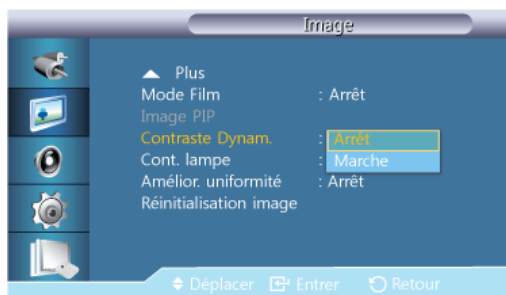 Image
Plus
Mode Film : Arrêt
Image PIP
Contraste Dynam. : Arrêt
Cont. lampe : Marche
Amélior. uniformité : Arrêt
Réinitialisation image
Déplacer Entrer Retour